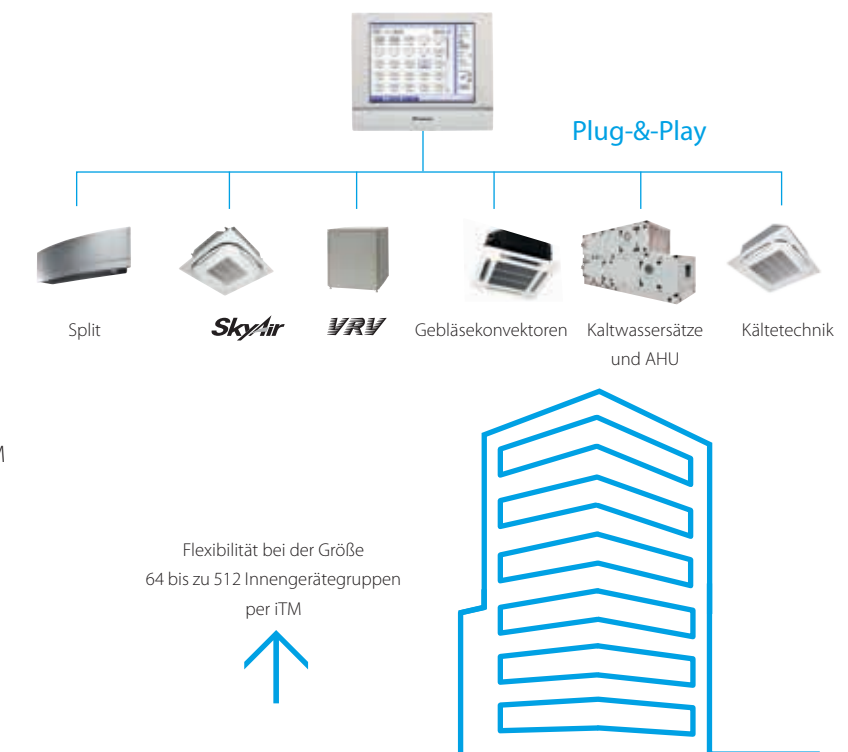 Plug-&-Play
Split
SkyAir
VRV
Gebläsekonvektoren
Kaltwassersätze
und AHU
Kältetechnik
M
Flexibilität bei der Größe
64 bis zu 512 Innengerätegruppen
per iTM